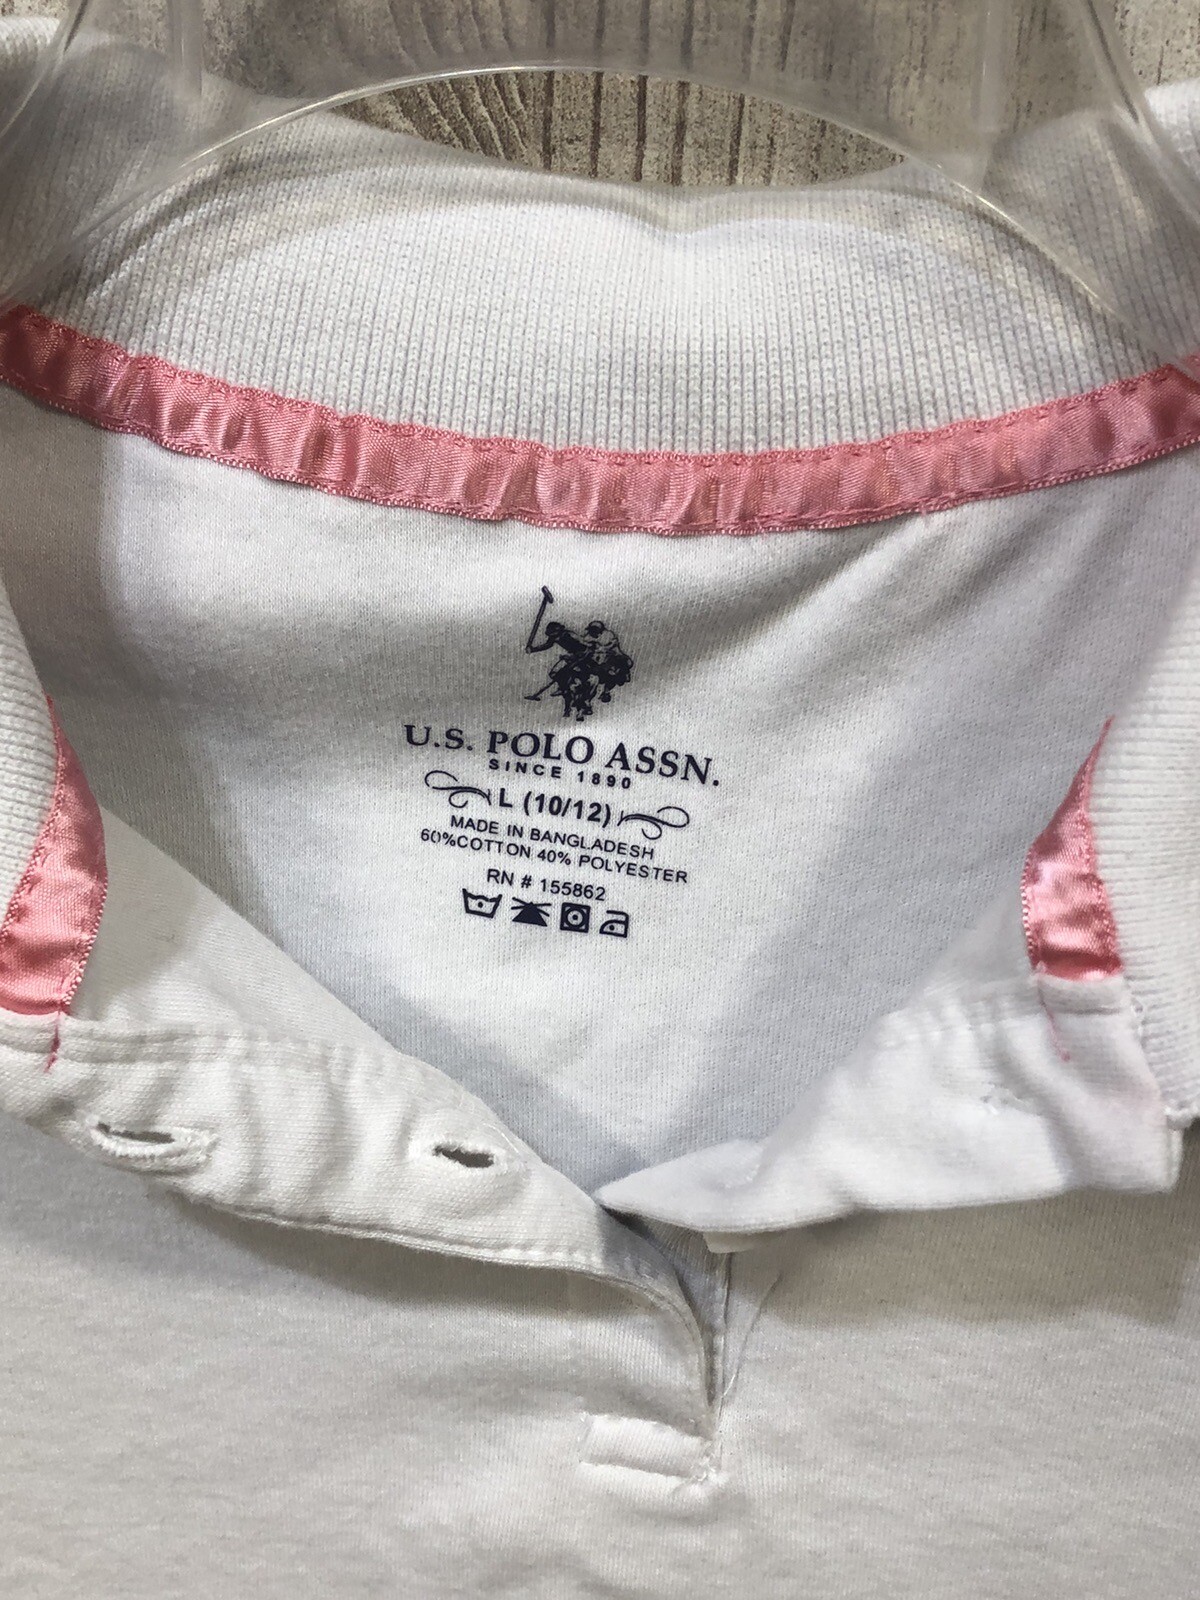 U.S. POLO ASSN.
SINCE 1890
L (10/12)
MADE IN BANGLADESH
60%COTTON 40% POLYESTER
RN # 155862